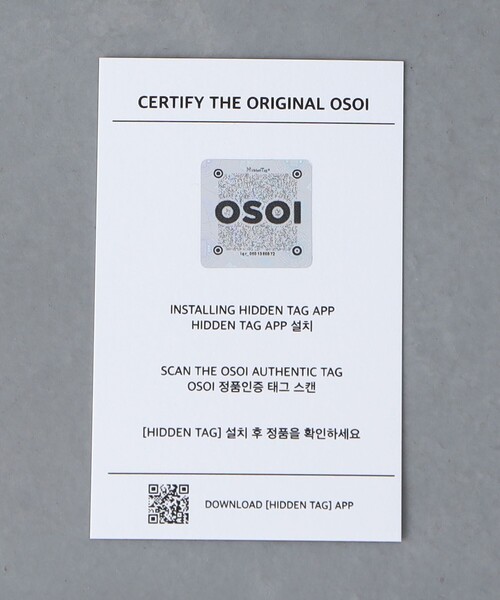 CERTIFY THE ORIGINAL OSOI
HiddenTag®
OSOI
INSTALLING HIDDEN TAG APP
HIDDEN TAG APP 설치
SCAN THE OSOI AUTHENTIC TAG
OSOI 정품인증 태그 스캔
[HIDDEN TAG] 설치 후 정품을 확인하세요
DOWNLOAD [HIDDEN TAG] APP